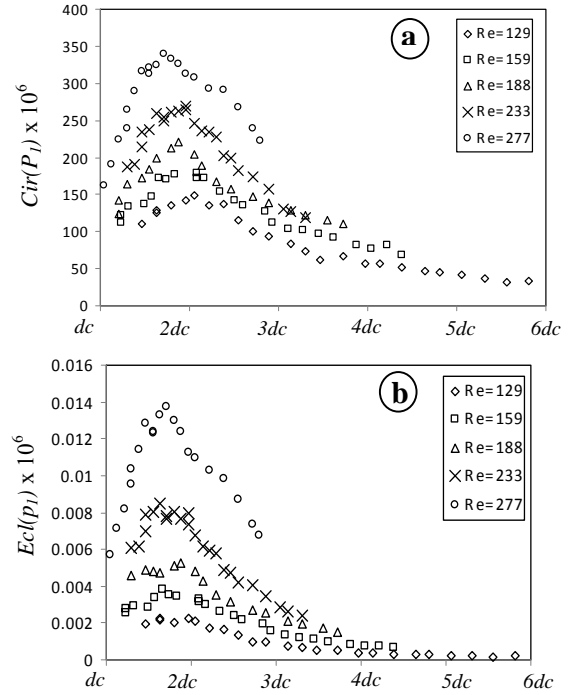 400
350
300
250
200
150
100
50
0
Cir(P1) x 10^6
a
Re=129
Re=159
Re=188
Re=233
Re=277
dc 2dc 3dc 4dc 5dc 6dc
0.016
0.014
0.012
0.01
0.008
0.006
0.004
0.002
0
Ecl(p1) x 10^6
b
Re=129
Re=159
Re=188
Re=233
Re=277
dc 2dc 3dc 4dc 5dc 6dc